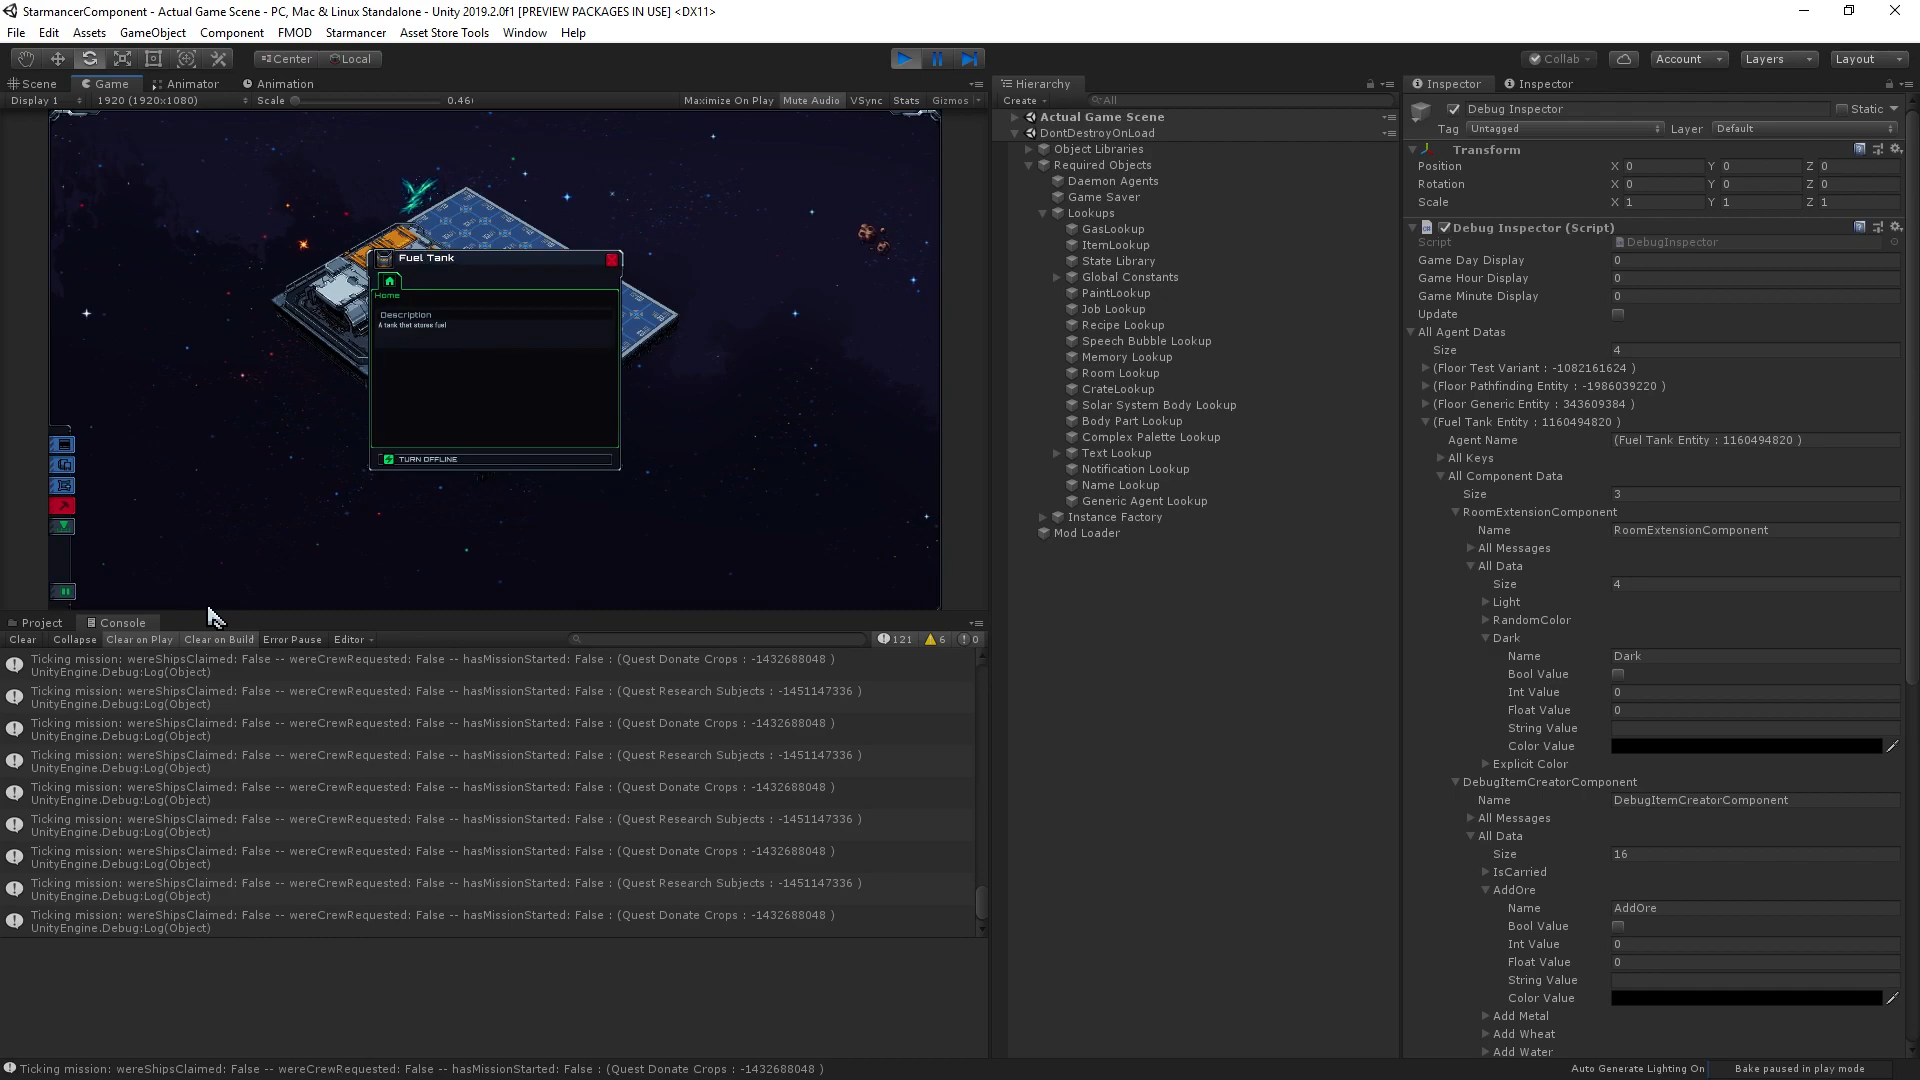 StarmancerComponent - Actual Game Scene - PC, Mac & Linux Standalone - Unity 2019.2.0f1 [PREVIEW PACKAGES IN USE] <DX11>
File Edit Assets GameObject Component FMOD Starmancer Asset Store Tools Window Help
Center Local Collab Account Layers Layout
Scene Game Animator Animation
Display 1 1920 (1920x1080) Scale 0.46 Maximize On Play Mute Audio VSync Stats Gizmos
Fuel Tank
Home
Description
A tank that stores fuel
TURN OFFLINE
Project Console
Clear Collapse Clear on Play Clear on Build Error Pause Editor 121 6 0
Ticking mission: wereShipsClaimed: False -- wereCrewRequested: False -- hasMissionStarted: False : (Quest Donate Crops : -1432688048 )
UnityEngine.Debug:Log(Object)
Ticking mission: wereShipsClaimed: False -- wereCrewRequested: False -- hasMissionStarted: False : (Quest Research Subjects : -1451147336 )
UnityEngine.Debug:Log(Object)
Ticking mission: wereShipsClaimed: False -- wereCrewRequested: False -- hasMissionStarted: False : (Quest Donate Crops : -1432688048 )
UnityEngine.Debug:Log(Object)
Ticking mission: wereShipsClaimed: False -- wereCrewRequested: False -- hasMissionStarted: False : (Quest Research Subjects : -1451147336 )
UnityEngine.Debug:Log(Object)
Ticking mission: wereShipsClaimed: False -- wereCrewRequested: False -- hasMissionStarted: False : (Quest Donate Crops : -1432688048 )
UnityEngine.Debug:Log(Object)
Ticking mission: wereShipsClaimed: False -- wereCrewRequested: False -- hasMissionStarted: False : (Quest Research Subjects : -1451147336 )
UnityEngine.Debug:Log(Object)
Ticking mission: wereShipsClaimed: False -- wereCrewRequested: False -- hasMissionStarted: False : (Quest Donate Crops : -1432688048 )
UnityEngine.Debug:Log(Object)
Ticking mission: wereShipsClaimed: False -- wereCrewRequested: False -- hasMissionStarted: False : (Quest Research Subjects : -1451147336 )
UnityEngine.Debug:Log(Object)
Ticking mission: wereShipsClaimed: False -- wereCrewRequested: False -- hasMissionStarted: False : (Quest Donate Crops : -1432688048 )
UnityEngine.Debug:Log(Object)
Hierarchy
Create All
Actual Game Scene
DontDestroyOnLoad
Object Libraries
Required Objects
Daemon Agents
Game Saver
Lookups
GasLookup
ItemLookup
State Library
Global Constants
PaintLookup
Job Lookup
Recipe Lookup
Speech Bubble Lookup
Memory Lookup
Room Lookup
CrateLookup
Solar System Body Lookup
Body Part Lookup
Complex Palette Lookup
Text Lookup
Notification Lookup
Name Lookup
Generic Agent Lookup
Instance Factory
Mod Loader
Inspector Inspector
Debug Inspector Static
Tag Untagged Layer Default
Transform
Position X 0 Y 0 Z 0
Rotation X 0 Y 0 Z 0
Scale X 1 Y 1 Z 1
Debug Inspector (Script)
Script DebugInspector
Game Day Display 0
Game Hour Display 0
Game Minute Display 0
Update
All Agent Datas
Size 4
(Floor Test Variant : -1082161624 )
(Floor Pathfinding Entity : -1986039220 )
(Floor Generic Entity : 343609384 )
(Fuel Tank Entity : 1160494820 )
Agent Name (Fuel Tank Entity : 1160494820 )
All Keys
All Component Data
Size 3
RoomExtensionComponent
Name RoomExtensionComponent
All Messages
All Data
Size 4
Light
RandomColor
Dark
Name Dark
Bool Value
Int Value 0
Float Value 0
String Value
Color Value
Explicit Color
DebugItemCreatorComponent
Name DebugItemCreatorComponent
All Messages
All Data
Size 16
IsCarried
AddOre
Name AddOre
Bool Value
Int Value 0
Float Value 0
String Value
Color Value
Add Metal
Add Wheat
Add Water
Ticking mission: wereShipsClaimed: False -- wereCrewRequested: False -- hasMissionStarted: False : (Quest Donate Crops : -1432688048 )
Auto Generate Lighting On Bake paused in play mode